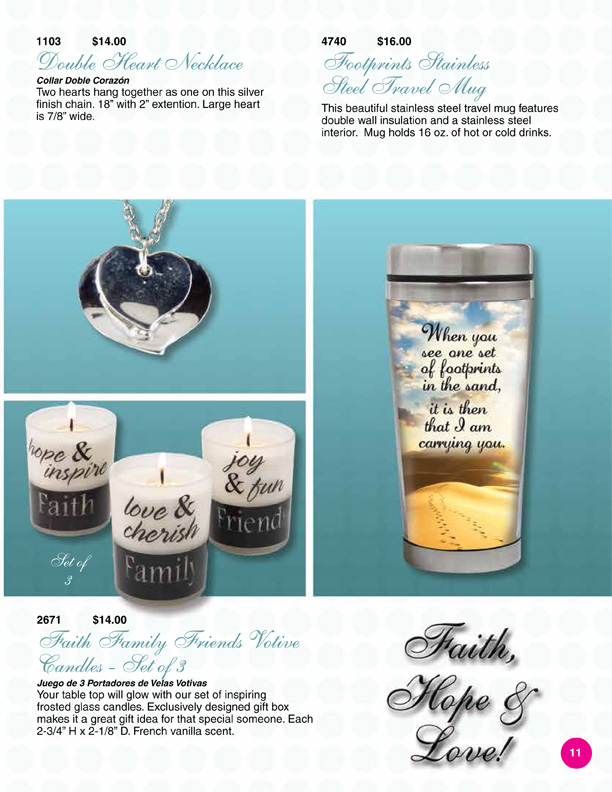 1103 $14.00
Double Heart Necklace
Collar Doble Corazón
Two hearts hang together as one on this silver
finish chain. 18” with 2” extention. Large heart
is 7/8” wide.
4740 $16.00
Footprints Stainless
Steel Travel Mug
This beautiful stainless steel travel mug features
double wall insulation and a stainless steel
interior. Mug holds 16 oz. of hot or cold drinks.
When you
see one set
of footprints
in the sand,
it is then
that I am
carrying you.
hope &
inspire
Faith
love &
cherish
Family
joy
& fun
Friend
Set of
3
2671 $14.00
Faith Family Friends Votive
Candles - Set of 3
Juego de 3 Portadores de Velas Votivas
Your table top will glow with our set of inspiring
frosted glass candles. Exclusively designed gift box
makes it a great gift idea for that special someone. Each
2-3/4” H x 2-1/8” D. French vanilla scent.
Faith,
Hope &
Love!
11